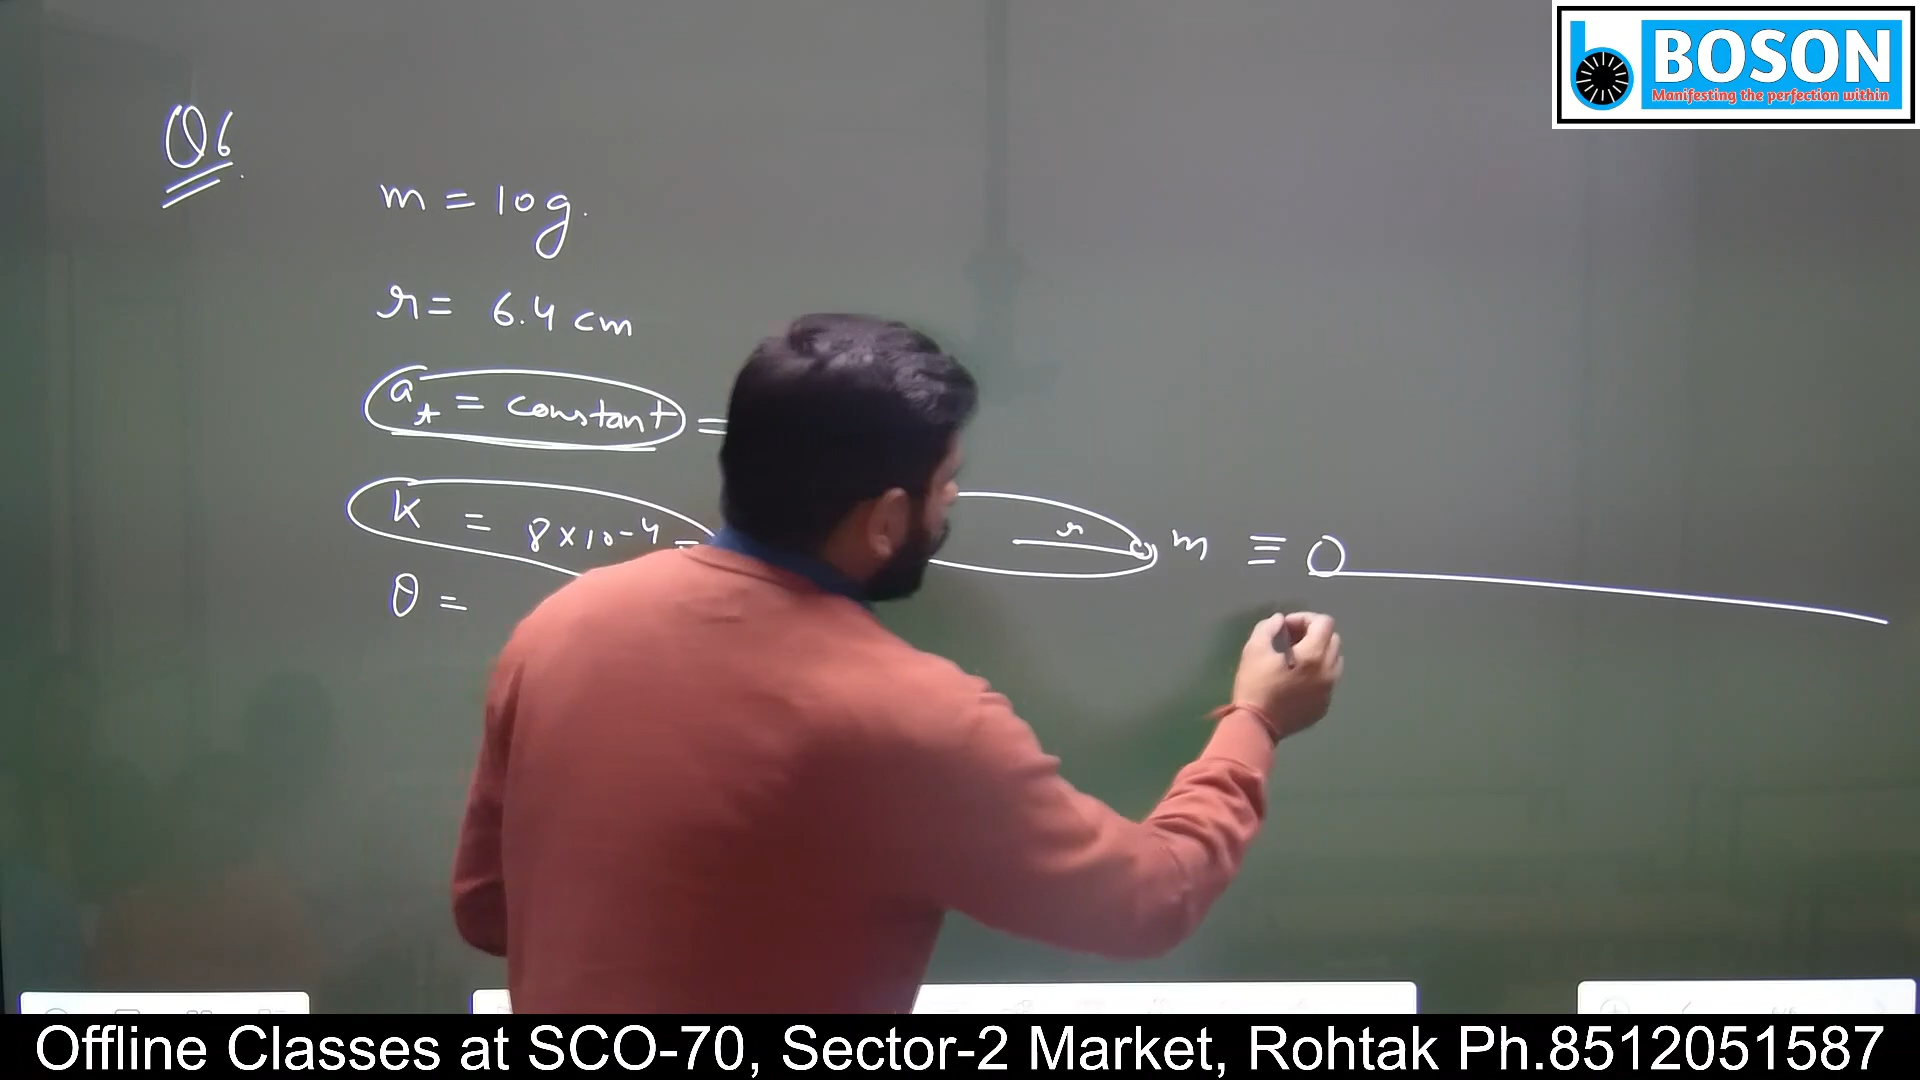 BOSON
Manifesting the perfection within
Q6
m = 10g.
r = 6.4 cm
a_t = constant =
K = 8×10-4 =
θ =
r
m ≡
Offline Classes at SCO-70, Sector-2 Market, Rohtak Ph.8512051587